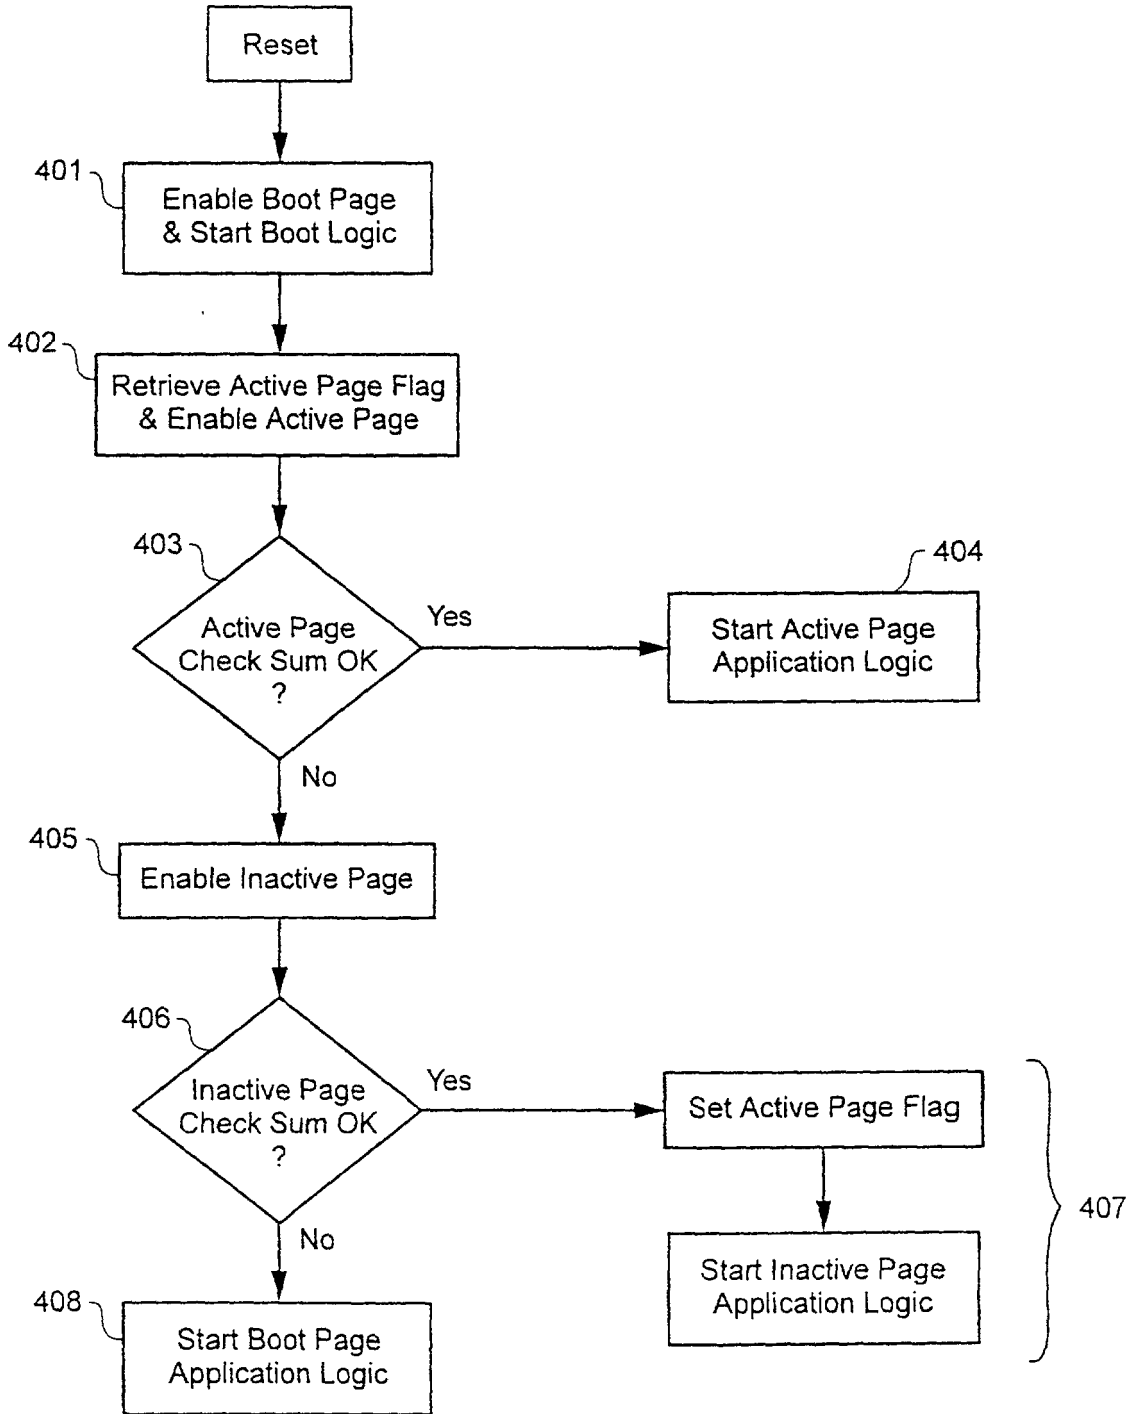 Reset
401
Enable Boot Page
& Start Boot Logic
402
Retrieve Active Page Flag
& Enable Active Page
403
Active Page
Check Sum OK
?
Yes
404
Start Active Page
Application Logic
No
405
Enable Inactive Page
406
Inactive Page
Check Sum OK
?
Yes
Set Active Page Flag
407
Start Inactive Page
Application Logic
No
408
Start Boot Page
Application Logic